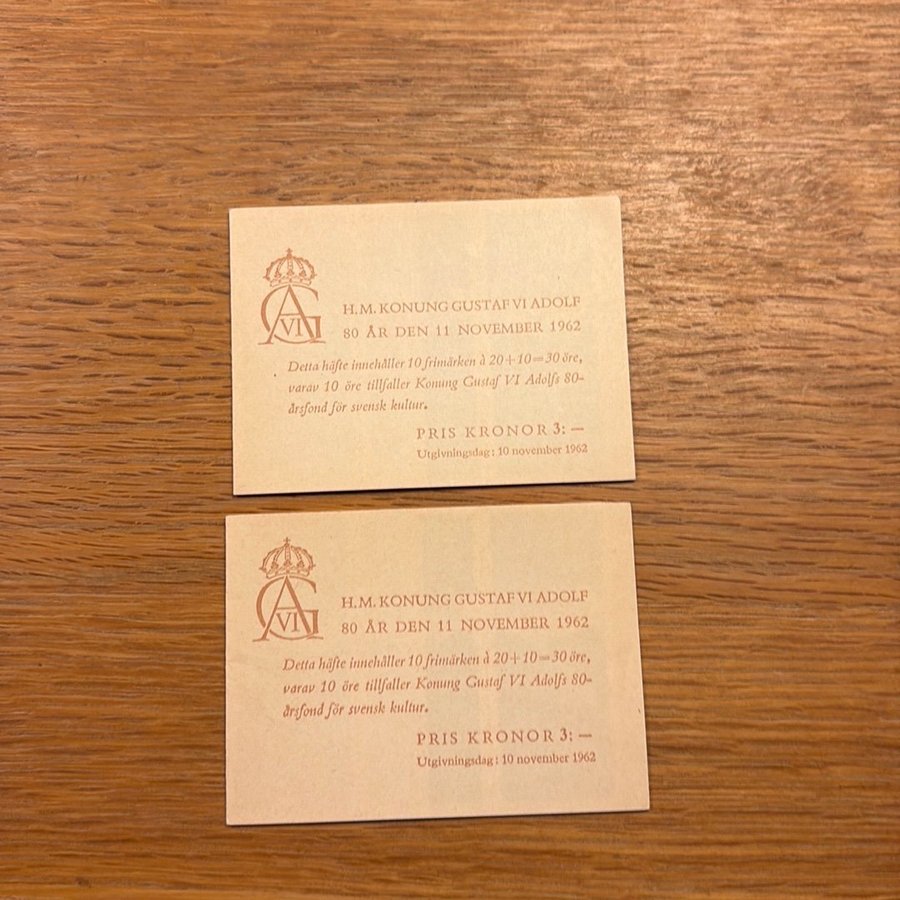 GA
VI
H.M. KONUNG GUSTAF VI ADOLF
80 ÅR DEN 11 NOVEMBER 1962
Detta häfte innehåller 10 frimärken à 20+10=30 öre,
varav 10 öre tillfaller Konung Gustaf VI Adolfs 80-
årsfond för svensk kultur.
PRIS KRONOR 3: —
Utgivningsdag: 10 november 1962
GA
VI
H.M. KONUNG GUSTAF VI ADOLF
80 ÅR DEN 11 NOVEMBER 1962
Detta häfte innehåller 10 frimärken à 20+10=30 öre,
varav 10 öre tillfaller Konung Gustaf VI Adolfs 80-
årsfond för svensk kultur.
PRIS KRONOR 3: —
Utgivningsdag: 10 november 1962